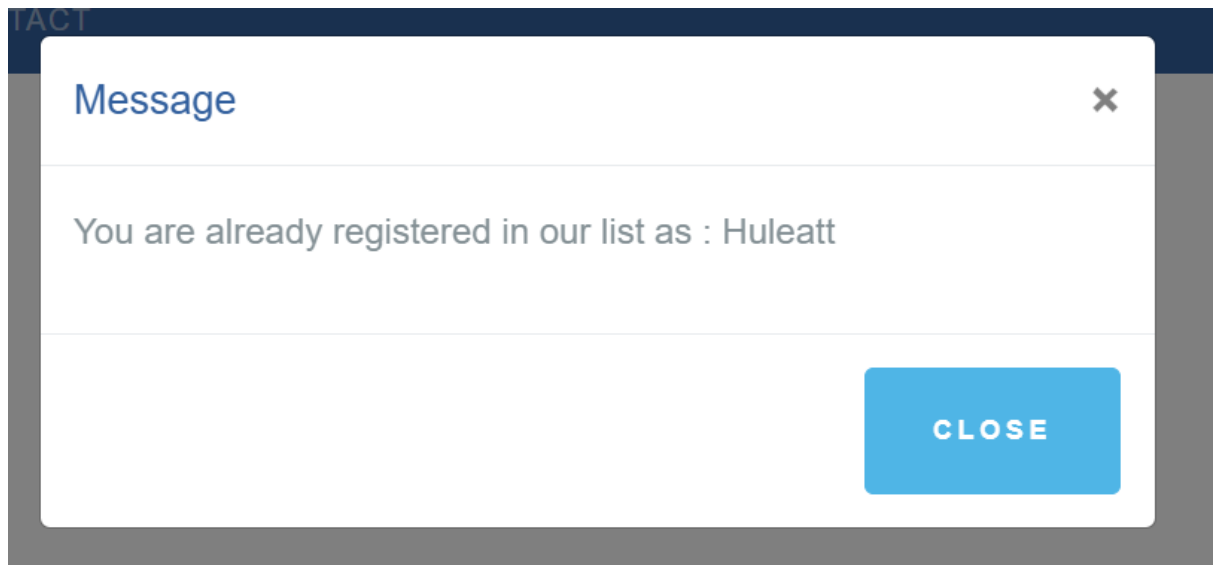 TACT
Message
You are already registered in our list as : Huleatt
CLOSE